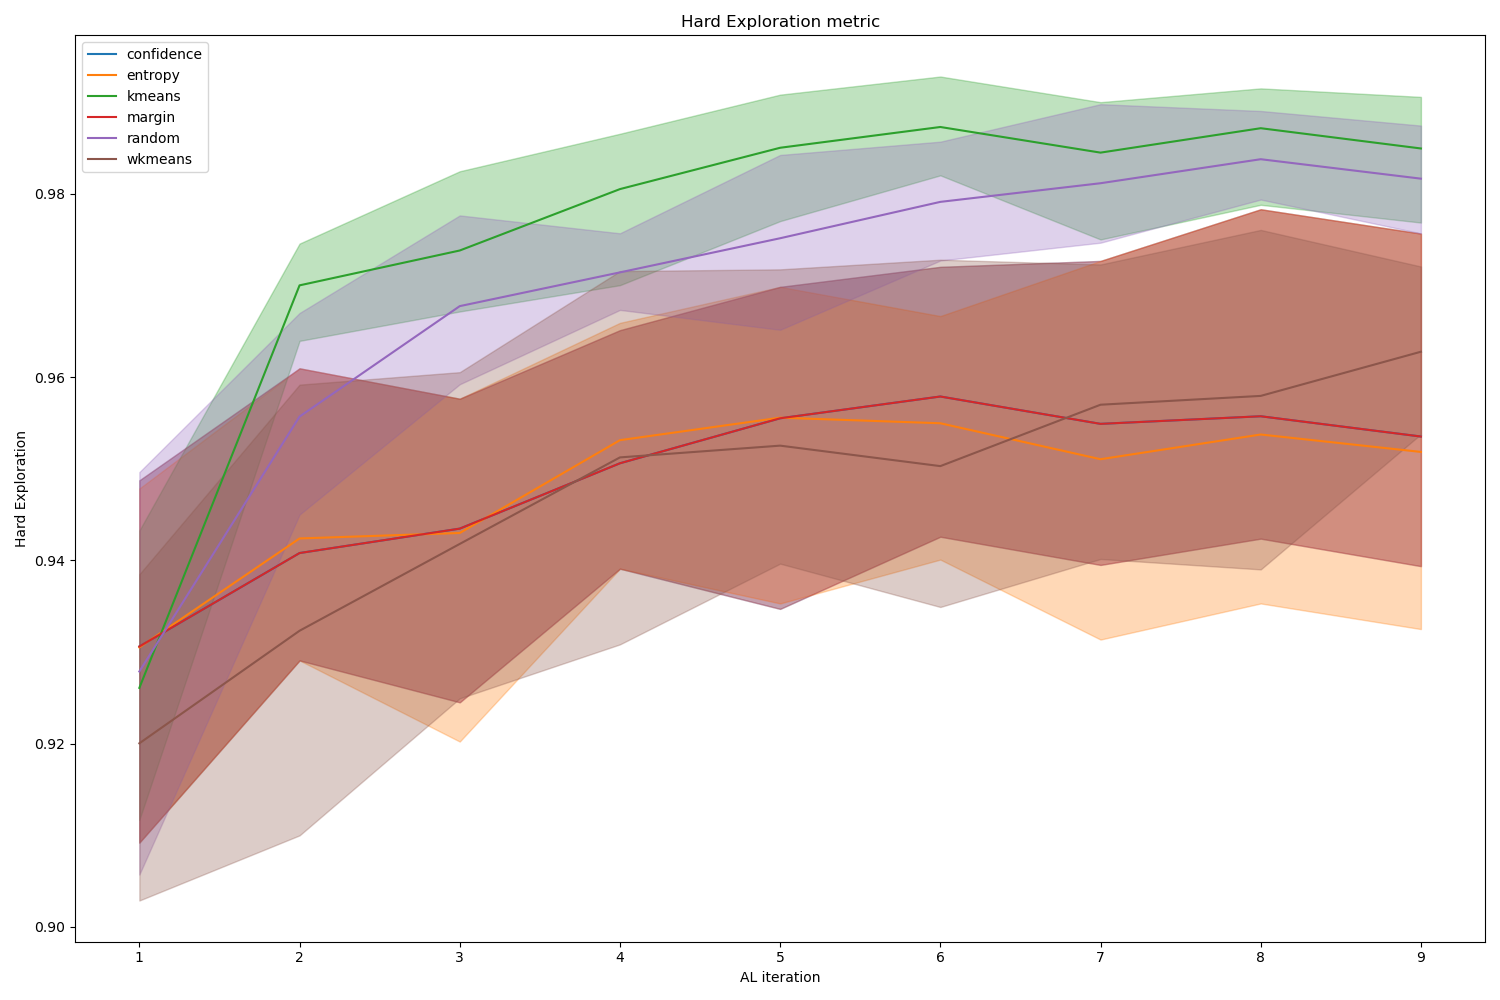 Hard Exploration metric
confidence
entropy
kmeans
margin
random
wkmeans
Hard Exploration
0.98
0.96
0.94
0.92
0.90
1 2 3 4 5 6 7 8 9
AL iteration